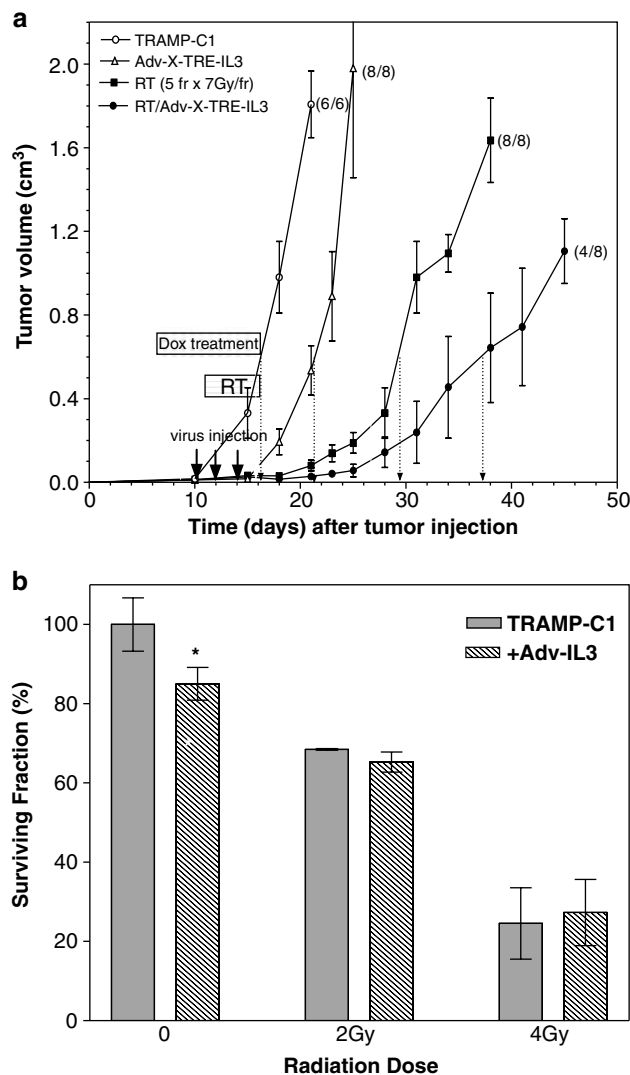 a
TRAMP-C1
Adv-X-TRE-IL3
RT (5 fr x 7Gy/fr)
RT/Adv-X-TRE-IL3
(6/6)
(8/8)
(8/8)
(4/8)
Tumor volume (cm³)
2.0
1.6
1.2
0.8
0.4
0.0
Dox treatment
RT
virus injection
0 10 20 30 40 50
Time (days) after tumor injection
b
TRAMP-C1
+Adv-IL3
*
Surviving Fraction (%)
100
80
60
40
20
0
0 2Gy 4Gy
Radiation Dose